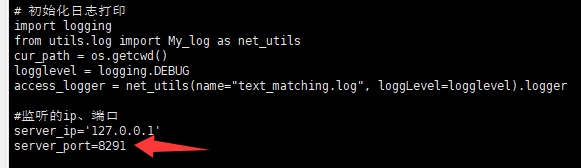 # 初始化日志打印
import logging
from utils.log import My_log as net_utils
cur_path = os.getcwd()
logglevel = logging.DEBUG
access_logger = net_utils(name="text_matching.log", loggLevel=logglevel).logger
#监听的ip、端口
server_ip='127.0.0.1'
server_port=8291